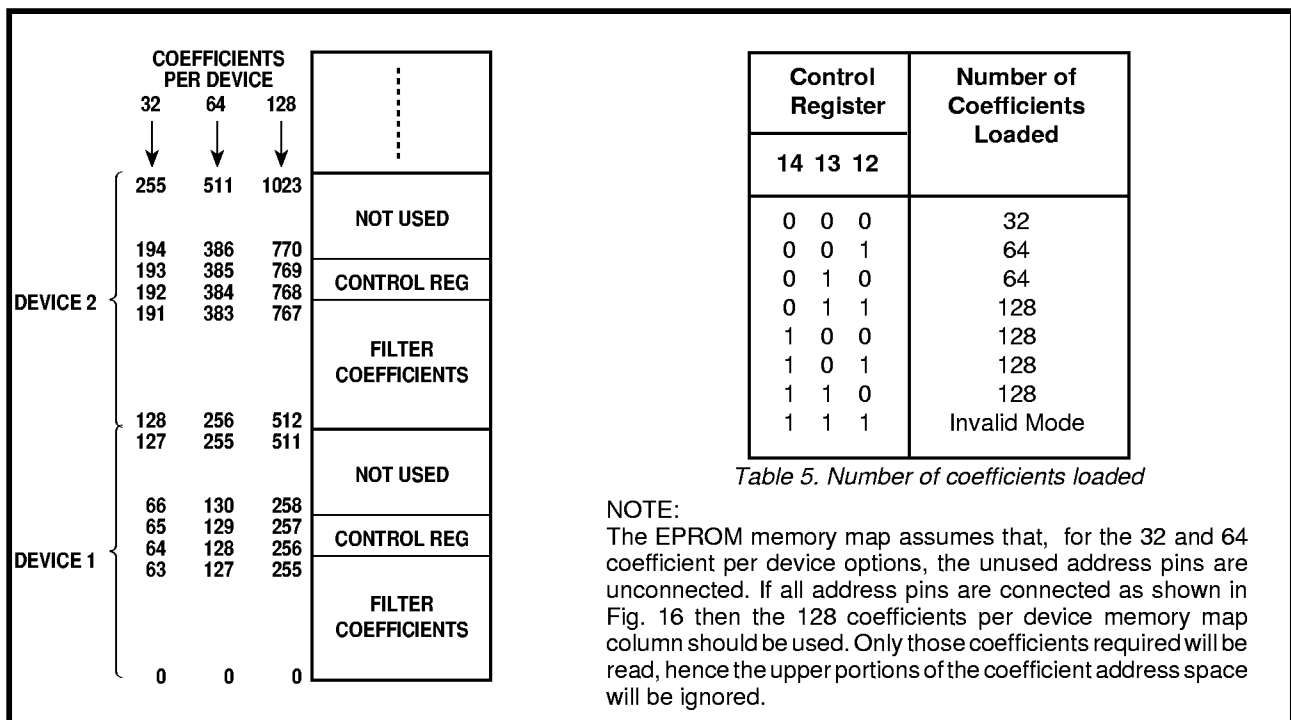 COEFFICIENTS
PER DEVICE
32 64 128
255 511 1023
NOT USED
194 386 770
193 385 769
CONTROL REG
192 384 768
DEVICE 2
191 383 767
FILTER
COEFFICIENTS
128 256 512
127 255 511
NOT USED
66 130 258
65 129 257
CONTROL REG
64 128 256
DEVICE 1
63 127 255
FILTER
COEFFICIENTS
0 0 0
Control
Register
Number of
Coefficients
Loaded
14 13 12
0 0 0 32
0 0 1 64
0 1 0 64
0 1 1 128
1 0 0 128
1 0 1 128
1 1 0 128
1 1 1 Invalid Mode
Table 5. Number of coefficients loaded
NOTE:
The EPROM memory map assumes that, for the 32 and 64
coefficient per device options, the unused address pins are
unconnected. If all address pins are connected as shown in
Fig. 16 then the 128 coefficients per device memory map
column should be used. Only those coefficients required will be
read, hence the upper portions of the coefficient address space
will be ignored.